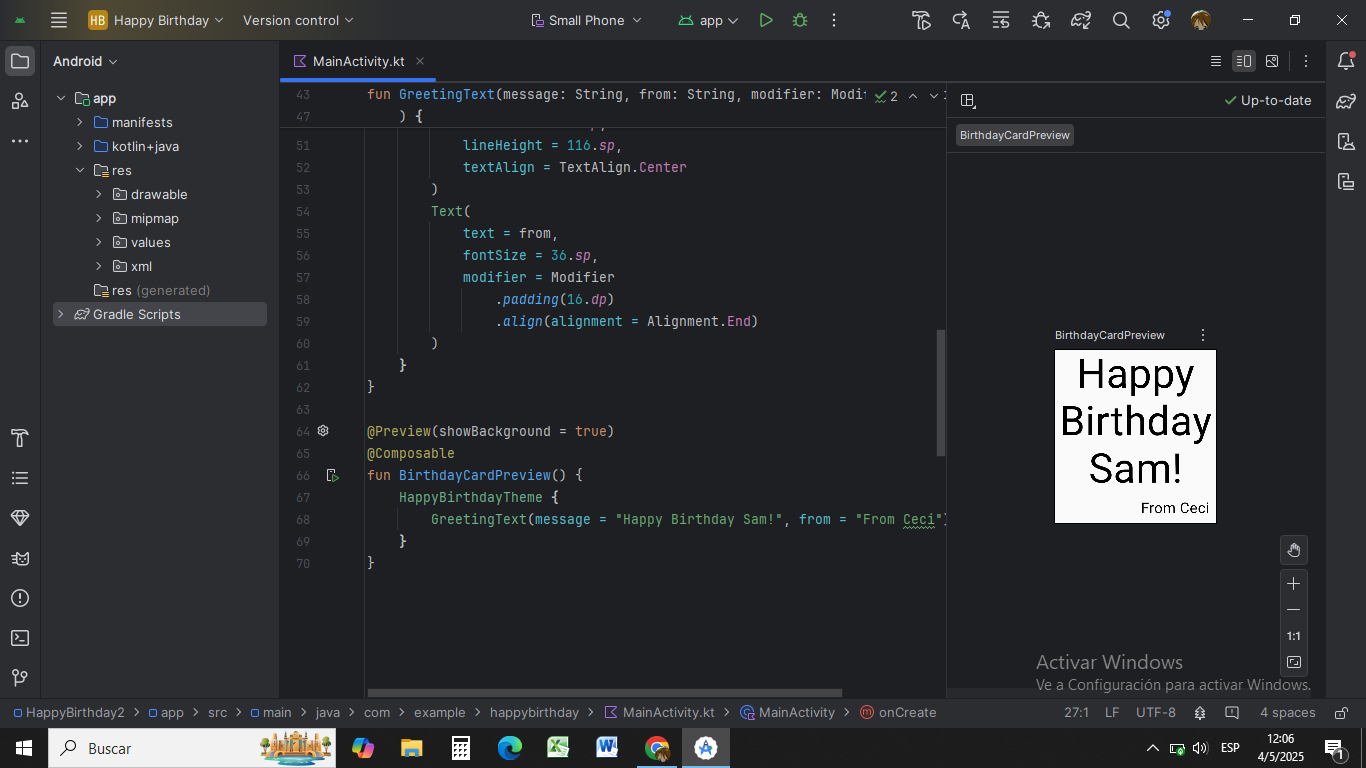 HB Happy Birthday Version control Small Phone app
Android
app
manifests
kotlin+java
res
drawable
mipmap
values
xml
res (generated)
Gradle Scripts
MainActivity.kt
43 fun GreetingText(message: String, from: String, modifier: Modi
2
47 ) {
51 lineHeight = 116.sp,
52 textAlign = TextAlign.Center
53 )
54 Text(
55 text = from,
56 fontSize = 36.sp,
57 modifier = Modifier
58 .padding(16.dp)
59 .align(alignment = Alignment.End)
60 )
61 }
62 }
63
64 @Preview(showBackground = true)
65 @Composable
66 fun BirthdayCardPreview() {
67 HappyBirthdayTheme {
68 GreetingText(message = "Happy Birthday Sam!", from = "From Ceci")
69 }
70 }
Up-to-date
BirthdayCardPreview
BirthdayCardPreview
Happy
Birthday
Sam!
From Ceci
1:1
Activar Windows
Ve a Configuración para activar Windows.
HappyBirthday2 > app > src > main > java > com > example > happybirthday > MainActivity.kt > MainActivity > onCreate
27:1 LF UTF-8 4 spaces
Buscar
ESP
12:06
4/5/2025
1